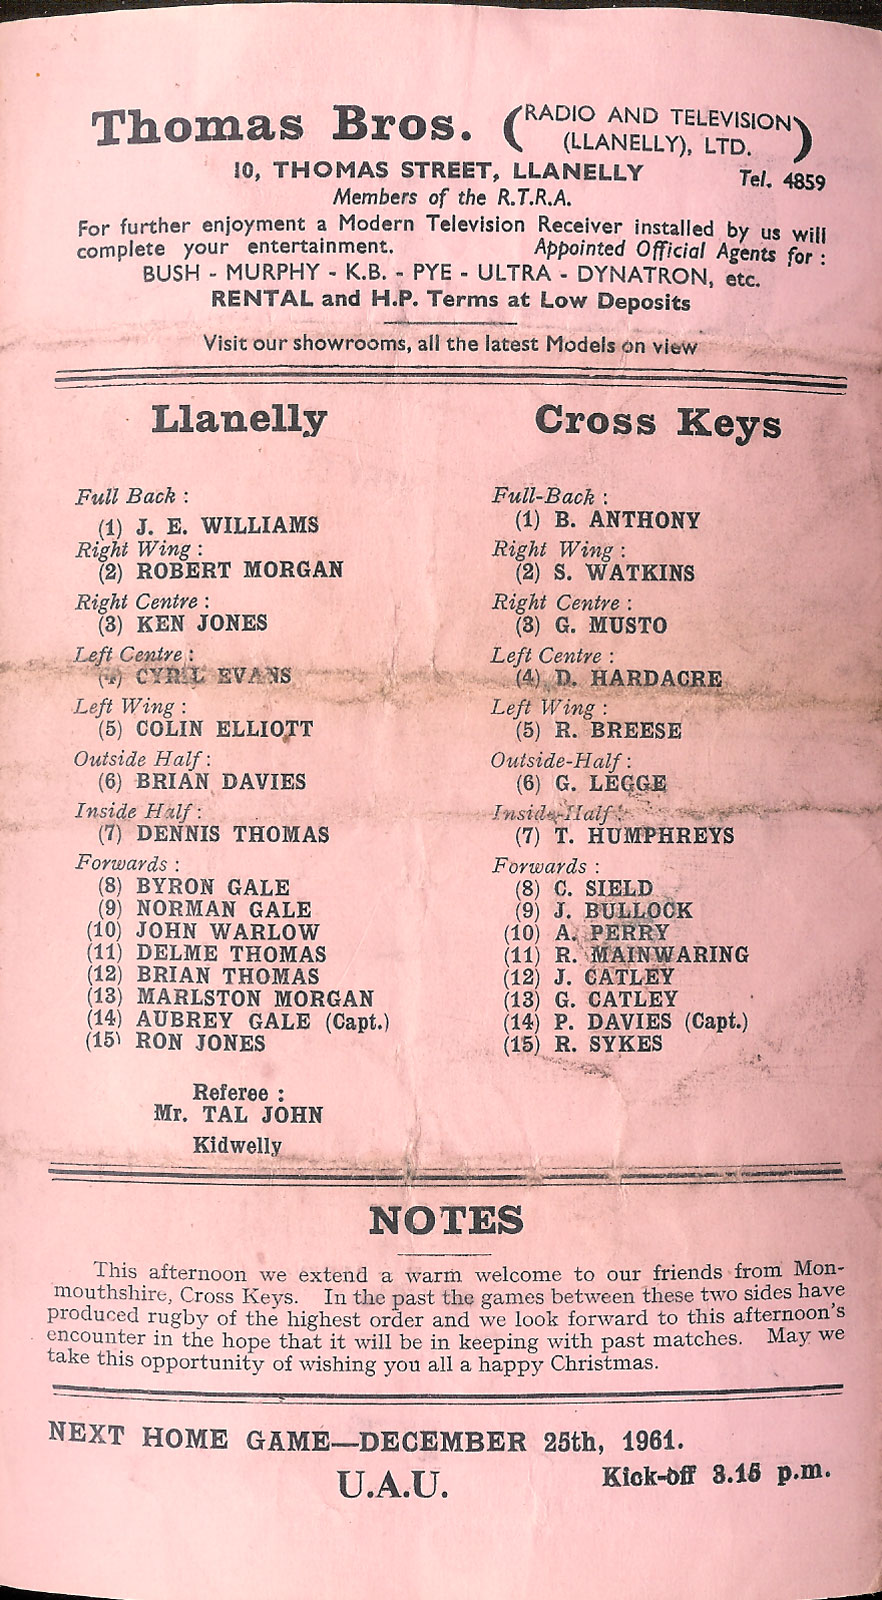 Thomas Bros. (RADIO AND TELEVISION (LLANELLY), LTD.)
10, THOMAS STREET, LLANELLY Tel. 4859
Members of the R.T.R.A.
For further enjoyment a Modern Television Receiver installed by us will
complete your entertainment. Appointed Official Agents for :
BUSH - MURPHY - K.B. - PYE - ULTRA - DYNATRON, etc.
RENTAL and H.P. Terms at Low Deposits
Visit our showrooms, all the latest Models on view
Llanelly
Full Back :
(1) J. E. WILLIAMS
Right Wing :
(2) ROBERT MORGAN
Right Centre :
(3) KEN JONES
Left Centre :
(4) CYRIL EVANS
Left Wing :
(5) COLIN ELLIOTT
Outside Half :
(6) BRIAN DAVIES
Inside Half :
(7) DENNIS THOMAS
Forwards :
(8) BYRON GALE
(9) NORMAN GALE
(10) JOHN WARLOW
(11) DELME THOMAS
(12) BRIAN THOMAS
(13) MARLSTON MORGAN
(14) AUBREY GALE (Capt.)
(15) RON JONES
Referee :
Mr. TAL JOHN
Kidwelly
Cross Keys
Full-Back :
(1) B. ANTHONY
Right Wing :
(2) S. WATKINS
Right Centre :
(3) G. MUSTO
Left Centre :
(4) D. HARDACRE
Left Wing :
(5) R. BREESE
Outside-Half :
(6) G. LEGGE
Inside-Half :
(7) T. HUMPHREYS
Forwards :
(8) C. SIELD
(9) J. BULLOCK
(10) A. PERRY
(11) R. MAINWARING
(12) J. CATLEY
(13) G. CATLEY
(14) P. DAVIES (Capt.)
(15) R. SYKES
NOTES
This afternoon we extend a warm welcome to our friends from Mon-
mouthshire, Cross Keys. In the past the games between these two sides have
produced rugby of the highest order and we look forward to this afternoon's
encounter in the hope that it will be in keeping with past matches. May we
take this opportunity of wishing you all a happy Christmas.
NEXT HOME GAME—DECEMBER 25th, 1961.
U.A.U. Kick-off 3.15 p.m.